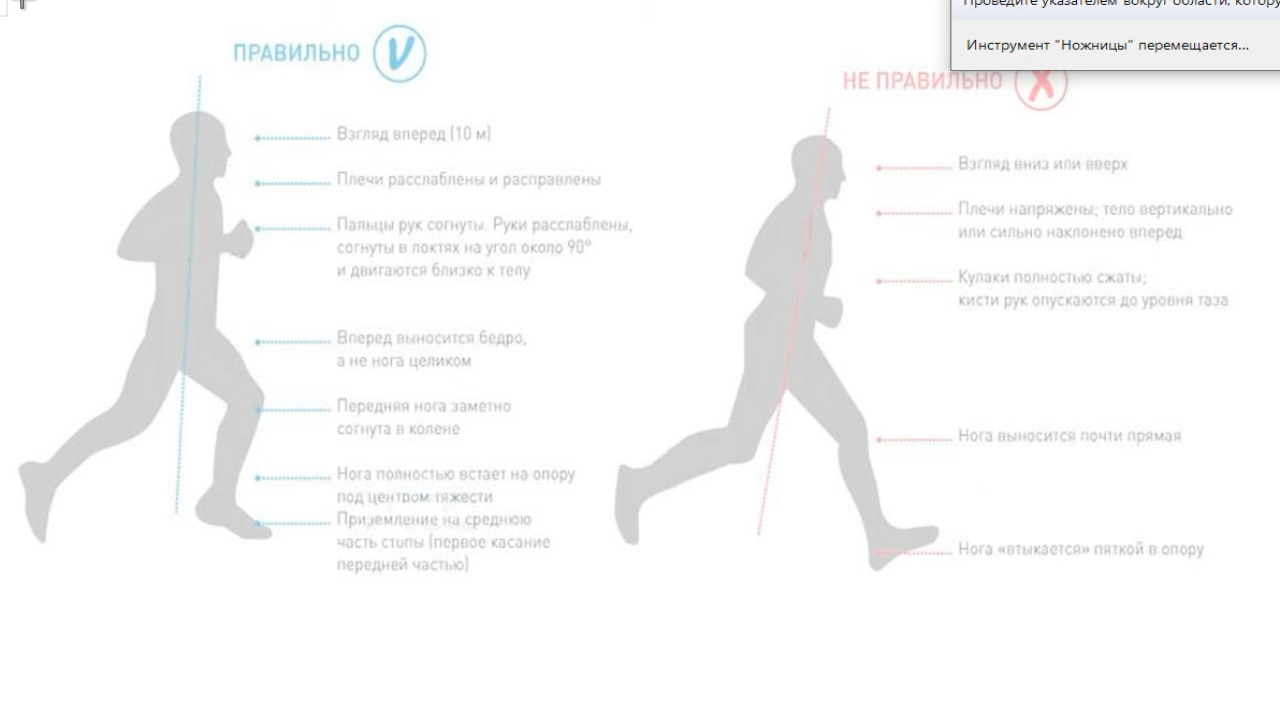 Проведите указателем вокруг области, котору
Инструмент "Ножницы" перемещается...
ПРАВИЛЬНО
Взгляд вперед (10 м)
Плечи расслаблены и расправлены
Пальцы рук согнуты. Руки расслаблены,
согнуты в локтях на угол около 90°
и двигаются близко к телу
Вперед выносится бедро,
а не нога целиком
Передняя нога заметно
согнута в колене
Нога полностью встает на опору
под центром тяжести
Приземление на среднюю
часть стопы (первое касание
передней частью)
НЕ ПРАВИЛЬНО
Взгляд вниз или вверх
Плечи напряжены; тело вертикально
или сильно наклонено вперед
Кулаки полностью сжаты;
кисти рук опускаются до уровня таза
Нога выносится почти прямая
Нога «втыкается» пяткой в опору